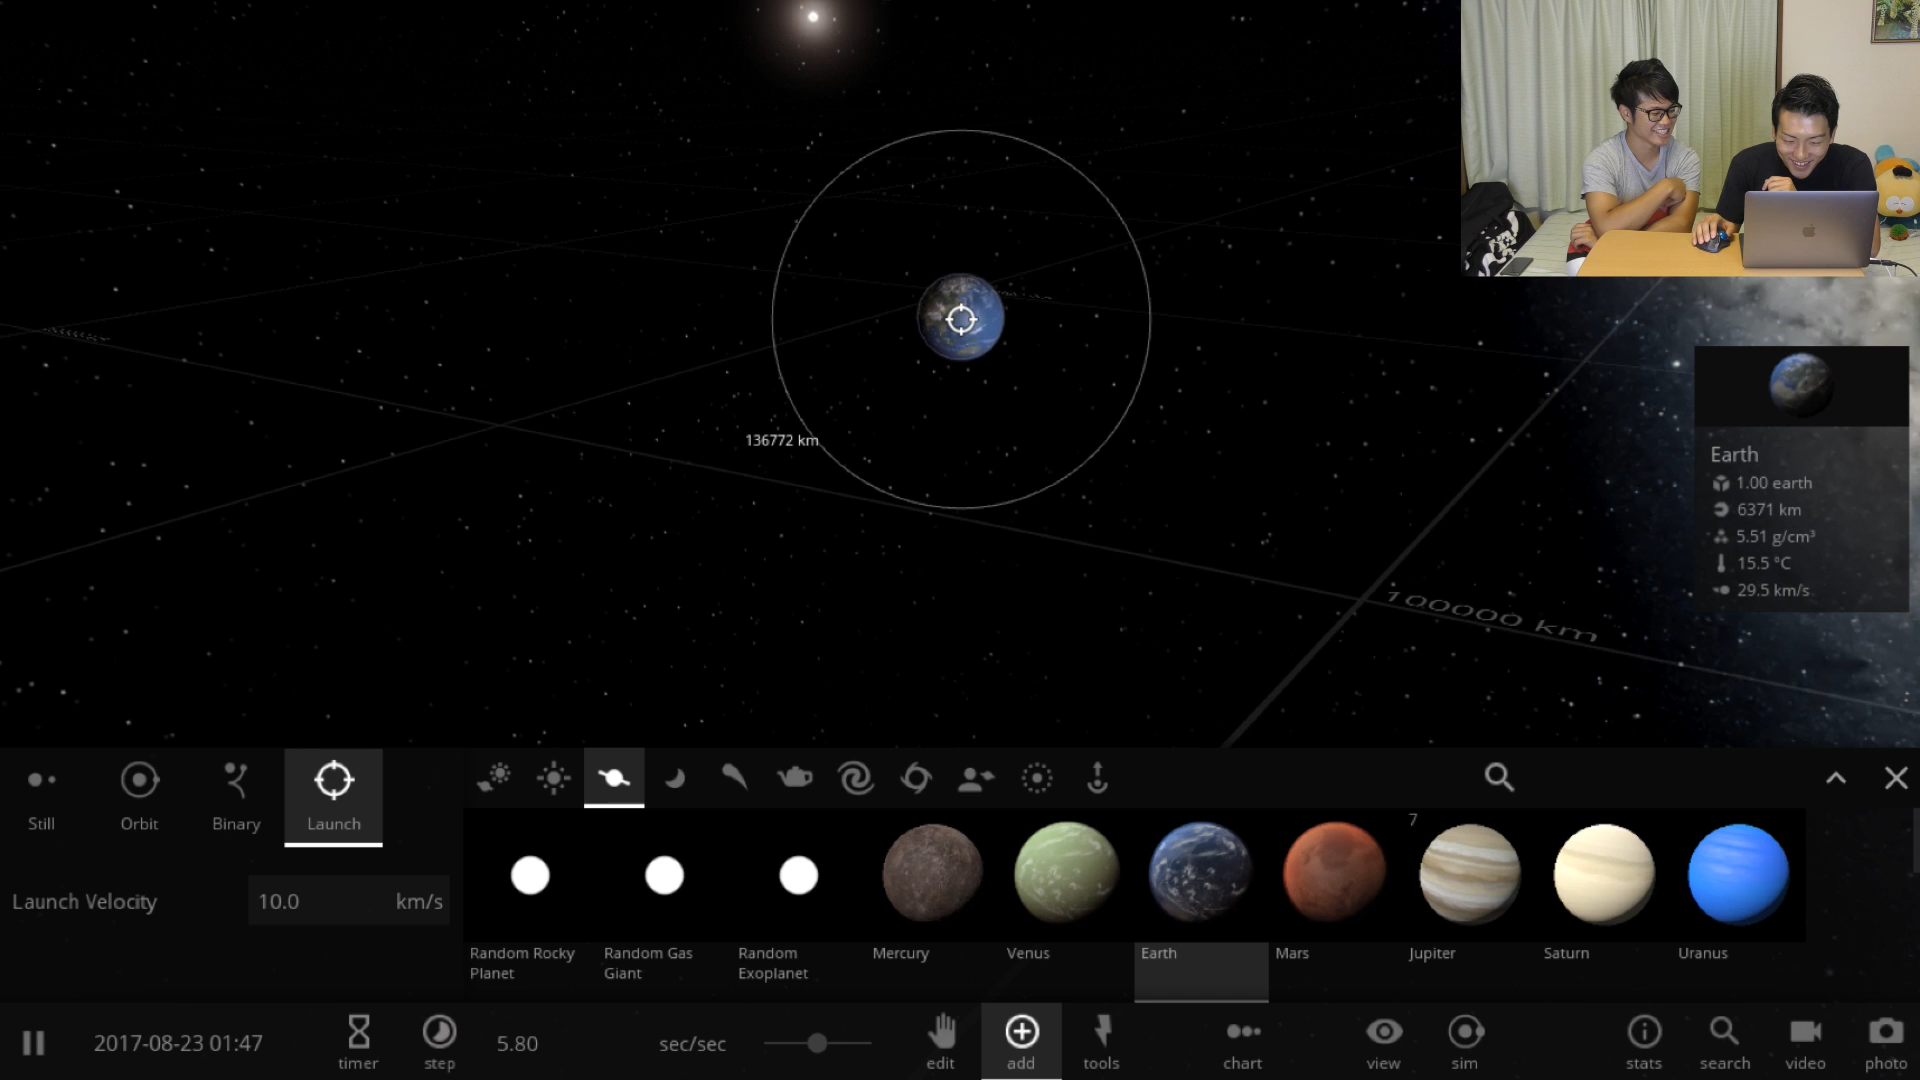 136772 km
100000 km
Earth
1.00 earth
6371 km
5.51 g/cm³
15.5 °C
29.5 km/s
Still
Orbit
Binary
Launch
Launch Velocity
10.0 km/s
7
Random Rocky Planet
Random Gas Giant
Random Exoplanet
Mercury
Venus
Earth
Mars
Jupiter
Saturn
Uranus
2017-08-23 01:47
timer
step
5.80 sec/sec
edit
add
tools
chart
view
sim
stats
search
video
photo